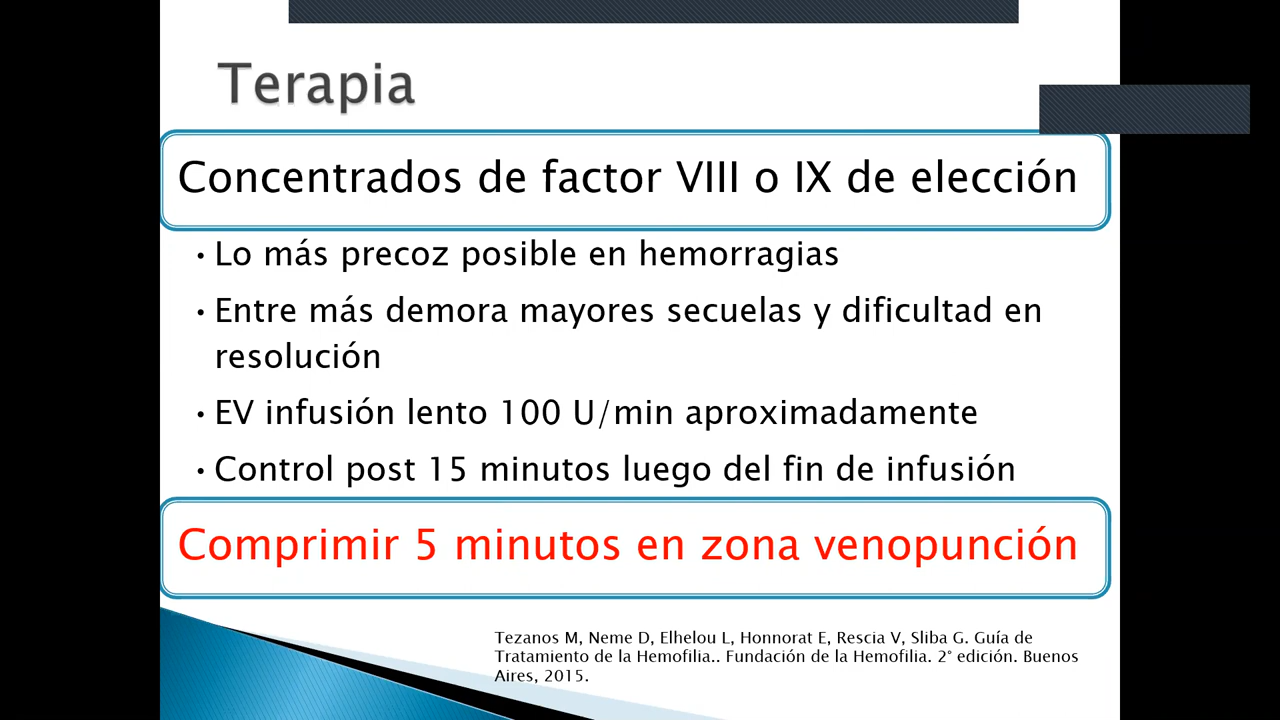 Terapia
Concentrados de factor VIII o IX de elección
• Lo más precoz posible en hemorragias
• Entre más demora mayores secuelas y dificultad en
resolución
• EV infusión lento 100 U/min aproximadamente
• Control post 15 minutos luego del fin de infusión
Comprimir 5 minutos en zona venopunción
Tezanos M, Neme D, Elhelou L, Honnorat E, Rescia V, Sliba G. Guía de
Tratamiento de la Hemofilia.. Fundación de la Hemofilia. 2° edición. Buenos
Aires, 2015.